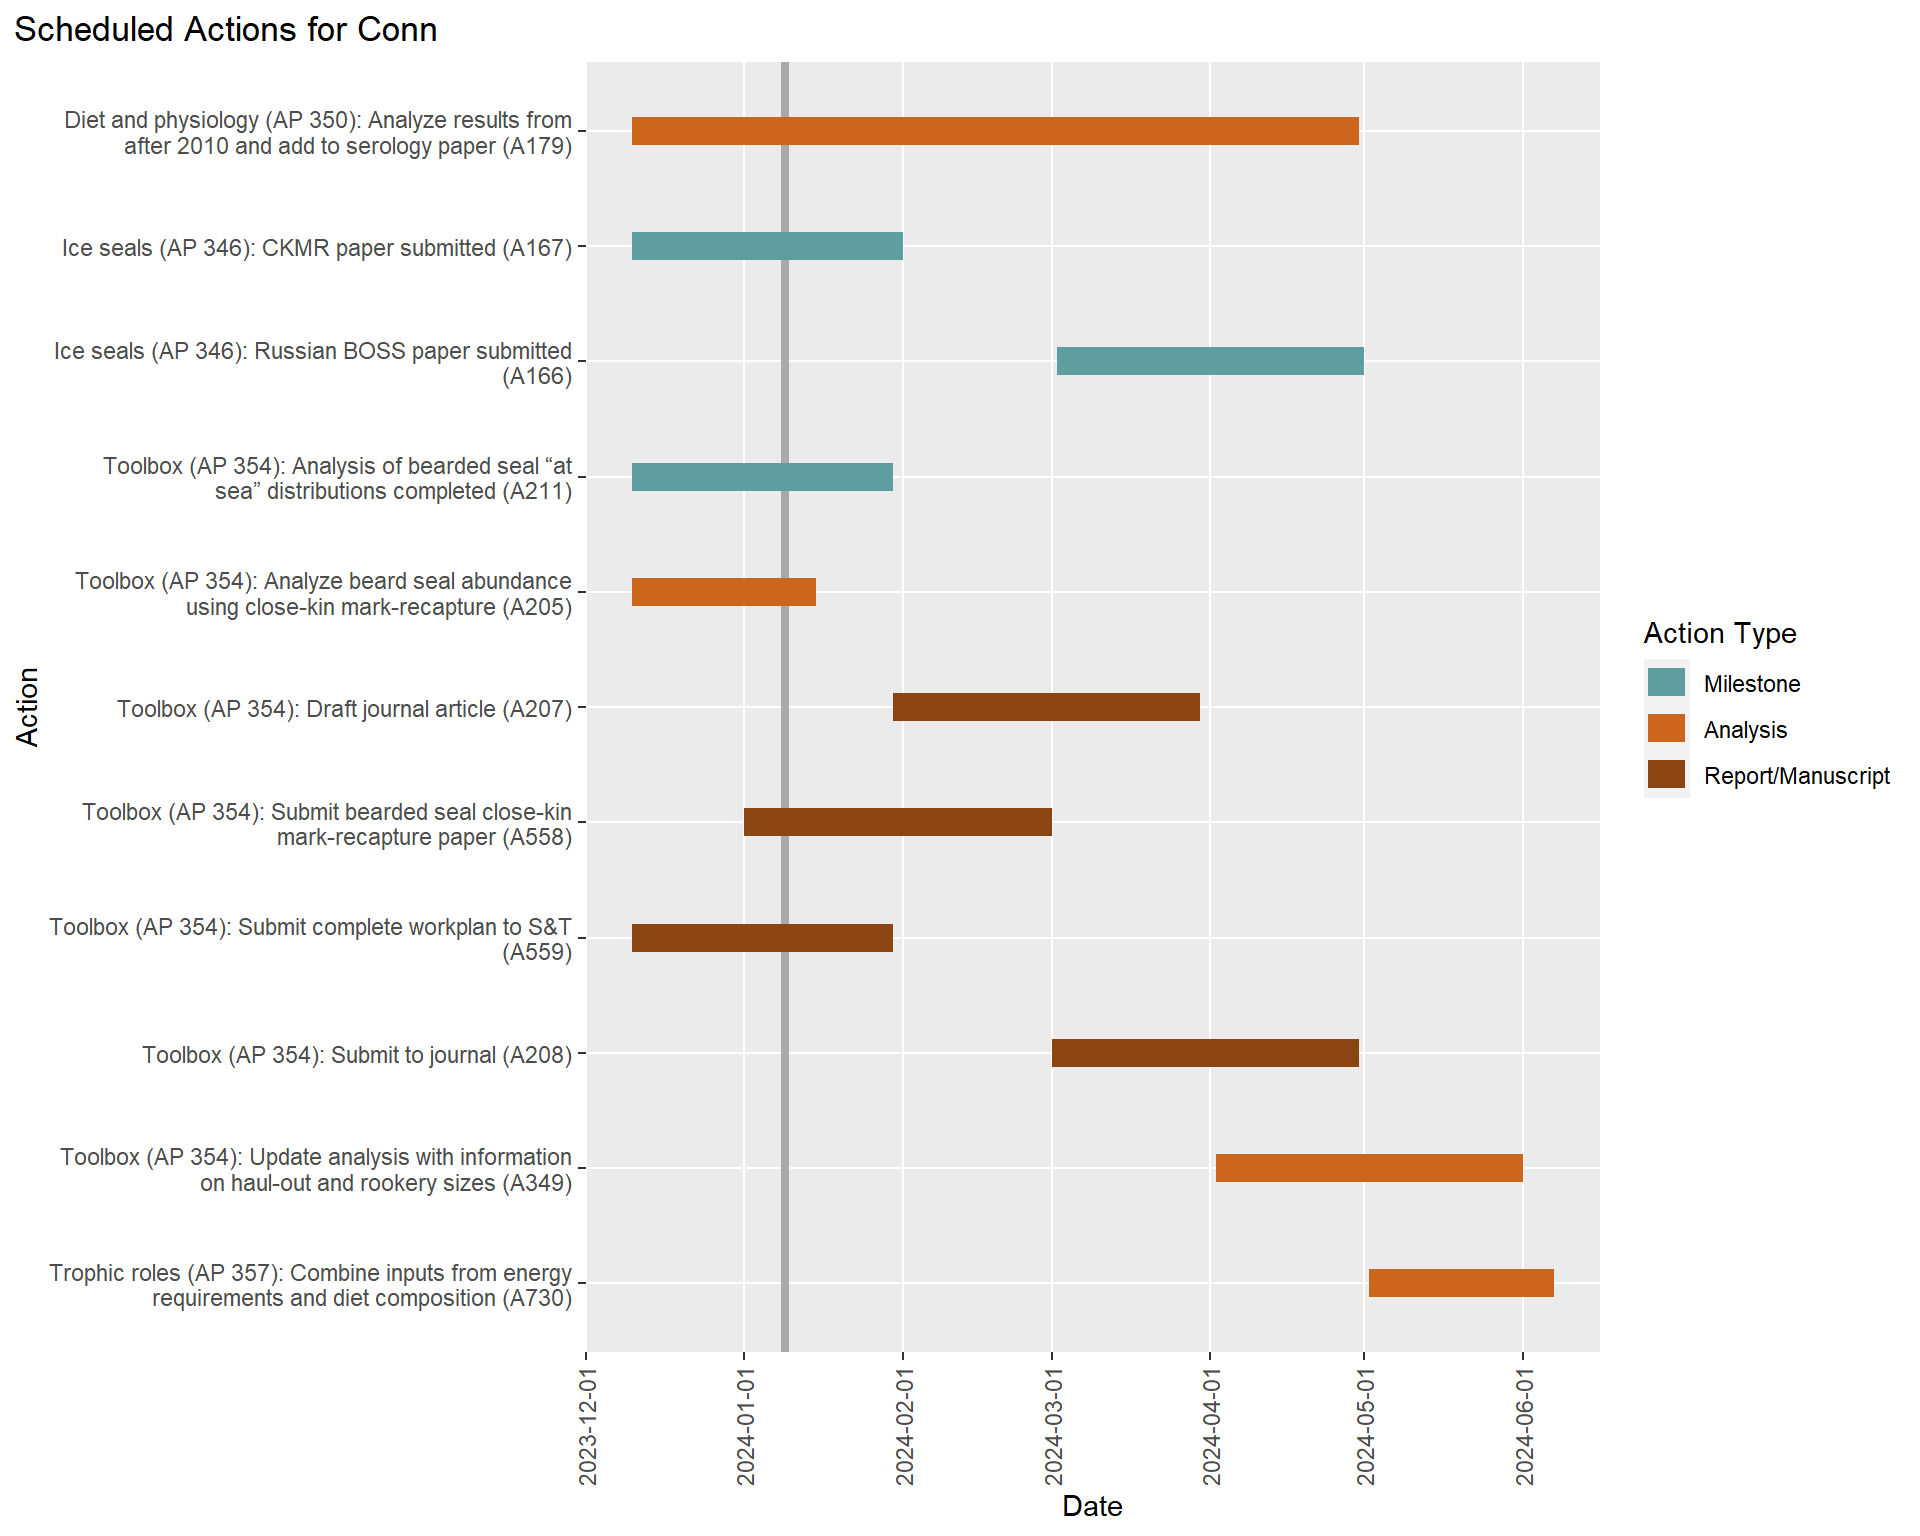 Scheduled Actions for Conn
Diet and physiology (AP 350): Analyze results from
after 2010 and add to serology paper (A179)
Ice seals (AP 346): CKMR paper submitted (A167)
Ice seals (AP 346): Russian BOSS paper submitted
(A166)
Toolbox (AP 354): Analysis of bearded seal “at
sea” distributions completed (A211)
Toolbox (AP 354): Analyze beard seal abundance
using close-kin mark-recapture (A205)
Toolbox (AP 354): Draft journal article (A207)
Toolbox (AP 354): Submit bearded seal close-kin
mark-recapture paper (A558)
Toolbox (AP 354): Submit complete workplan to S&T
(A559)
Toolbox (AP 354): Submit to journal (A208)
Toolbox (AP 354): Update analysis with information
on haul-out and rookery sizes (A349)
Trophic roles (AP 357): Combine inputs from energy
requirements and diet composition (A730)
Action
2023-12-01
2024-01-01
2024-02-01
2024-03-01
2024-04-01
2024-05-01
2024-06-01
Date
Action Type
Milestone
Analysis
Report/Manuscript